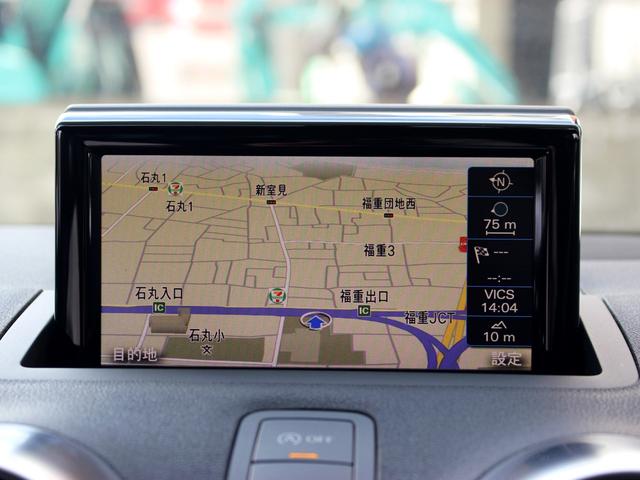 石丸1
石丸1
新室見
福重団地西
福重3
石丸入口
IC
福重出口
IC
福重JCT
石丸小
文
目的地
N
75 m
---
--:--
VICS
14:04
10 m
設定
A OFF